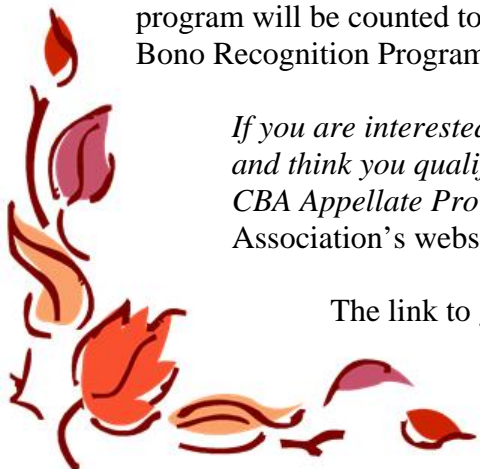 program will be counted to
Bono Recognition Program
If you are interested
and think you qualif
CBA Appellate Pro
Association's webs
The link to